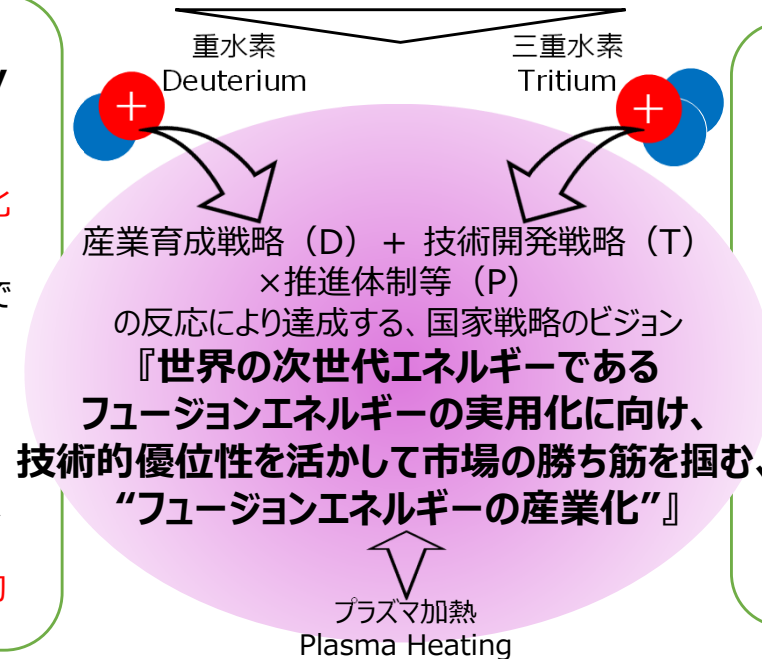 重水素
Deuterium
三重水素
Tritium
+
+
産業育成戦略（D）+ 技術開発戦略（T）
×推進体制等（P）
の反応により達成する、国家戦略のビジョン
『世界の次世代エネルギーである
フュージョンエネルギーの実用化に向け、
技術的優位性を活かして市場の勝ち筋を掴む、
“フュージョンエネルギーの産業化”』
プラズマ加熱
Plasma Heating
で